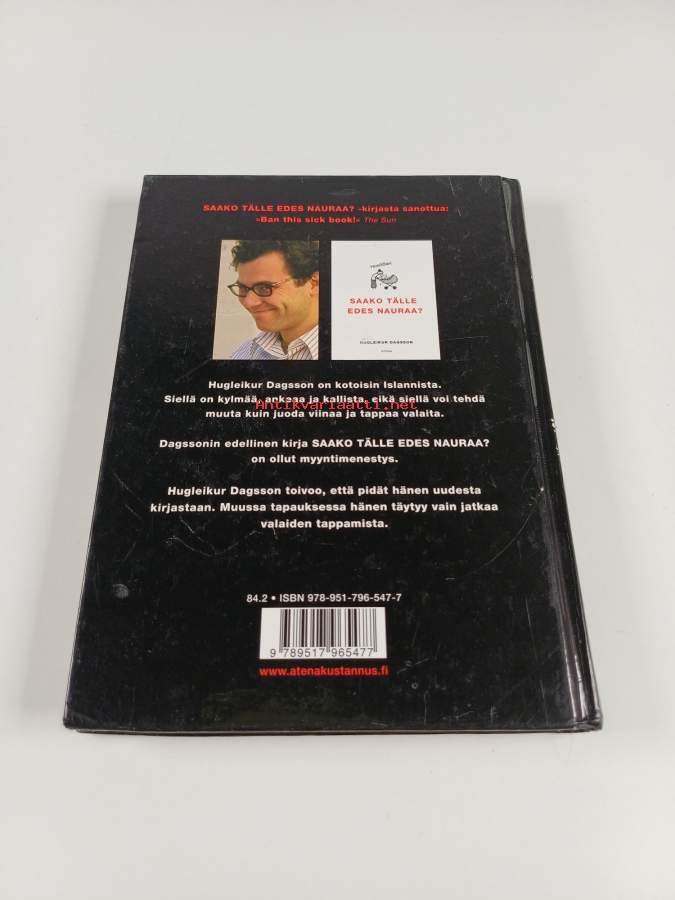 SAAKO TÄLLE EDES NAURAA? -kirjasta sanottua:
»Ban this sick book!« The Sun
SAAKO TÄLLE
EDES NAURAA?
HUGLEIKUR DAGSSON
Hugleikur Dagsson on kotoisin Islannista.
Siellä on kylmää, ankeaa ja kallista, eikä siellä voi tehdä
Antikvariaatti.net
muuta kuin juoda viinaa ja tappaa valaita.
Dagssonin edellinen kirja SAAKO TÄLLE EDES NAURAA?
on ollut myyntimenestys.
Hugleikur Dagsson toivoo, että pidät hänen uudesta
kirjastaan. Muussa tapauksessa hänen täytyy vain jatkaa
valaiden tappamista.
84.2 • ISBN 978-951-796-547-7
9 789517 965477
www.atenakustannus.fi